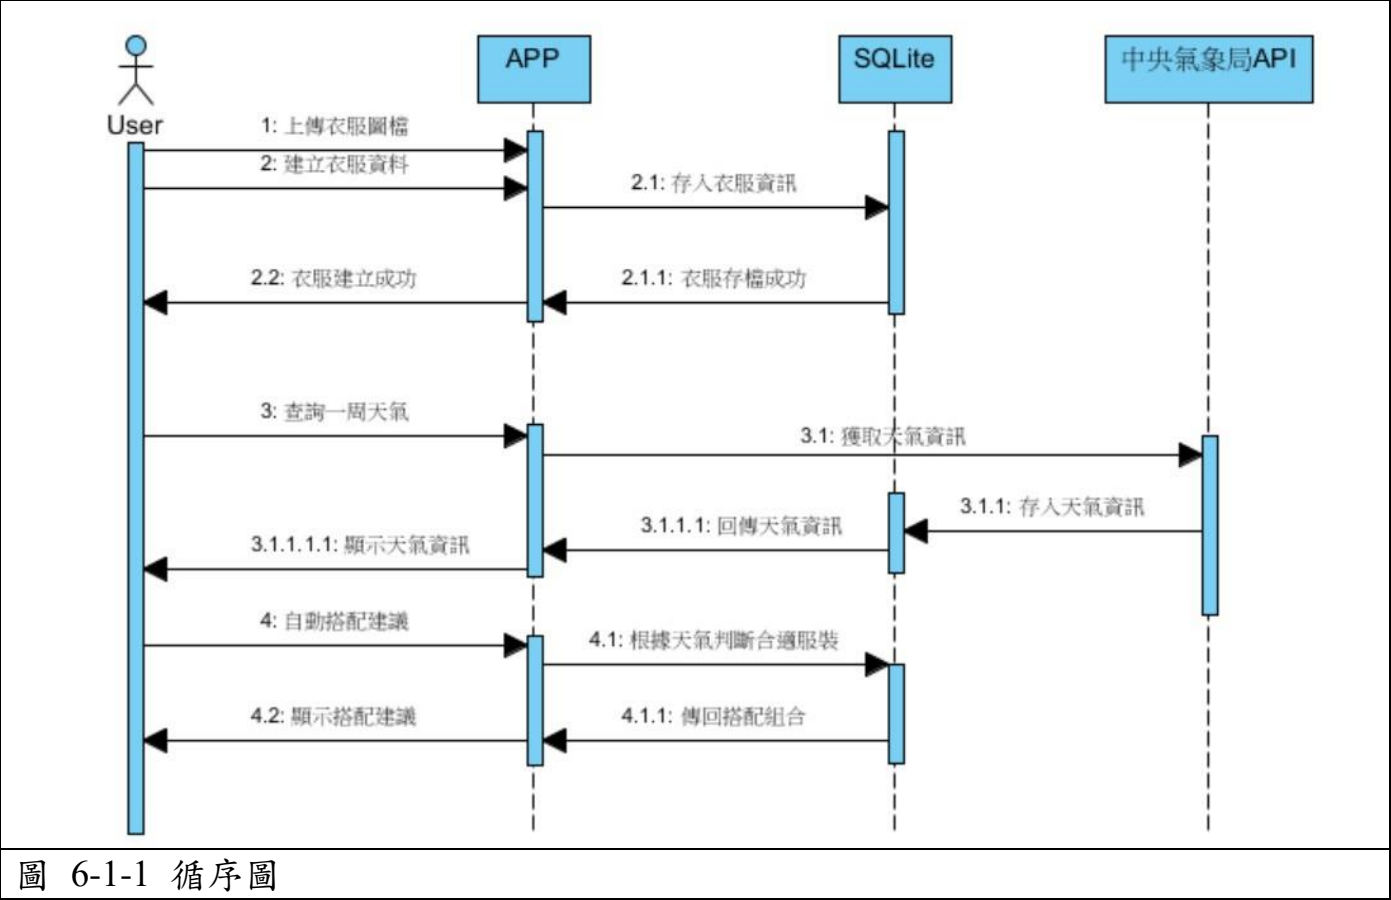 User
APP
SQLite
中央氣象局API
1: 上傳衣服圖檔
2: 建立衣服資料
2.1: 存入衣服資訊
2.2: 衣服建立成功
2.1.1: 衣服存檔成功
3: 查詢一周天氣
3.1: 獲取天氣資訊
3.1.1: 存入天氣資訊
3.1.1.1: 回傳天氣資訊
3.1.1.1.1: 顯示天氣資訊
4: 自動搭配建議
4.1: 根據天氣判斷合適服裝
4.2: 顯示搭配建議
4.1.1: 傳回搭配組合
圖 6-1-1 循序圖